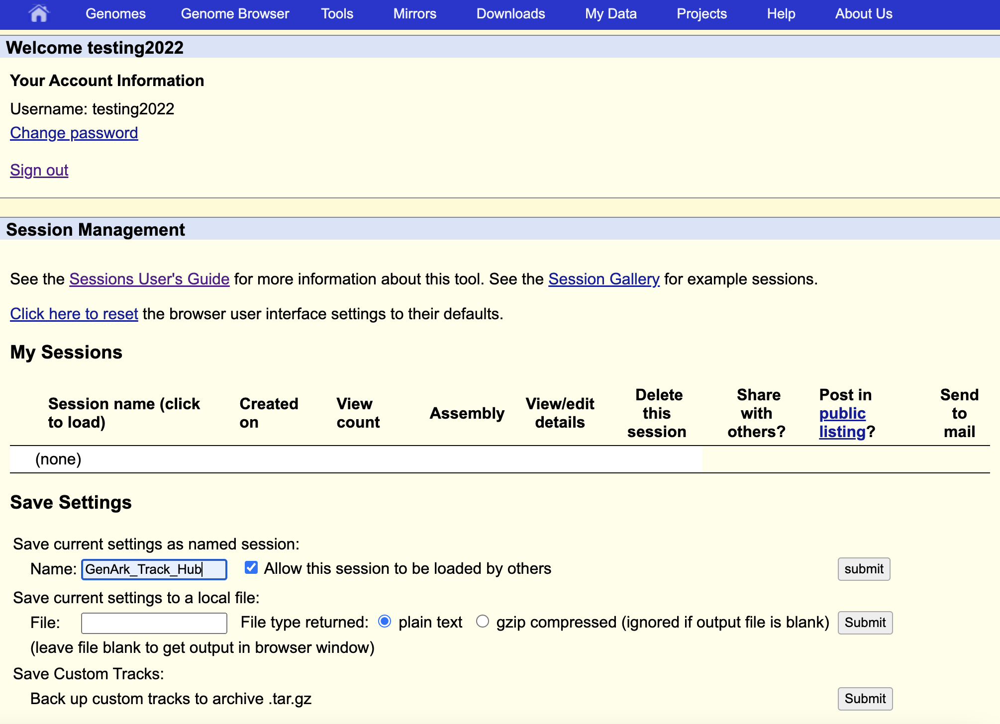 Genomes Genome Browser Tools Mirrors Downloads My Data Projects Help About Us
Welcome testing2022
Your Account Information
Username: testing2022
Change password
Sign out
Session Management
See the Sessions User's Guide for more information about this tool. See the Session Gallery for example sessions.
Click here to reset the browser user interface settings to their defaults.
My Sessions
Session name (click to load) Created on View count Assembly View/edit details Delete this session Share with others? Post in public listing? Send to mail
(none)
Save Settings
Save current settings as named session:
Name: GenArk_Track_Hub Allow this session to be loaded by others submit
Save current settings to a local file:
File: File type returned: plain text gzip compressed (ignored if output file is blank) Submit
(leave file blank to get output in browser window)
Save Custom Tracks:
Back up custom tracks to archive .tar.gz Submit